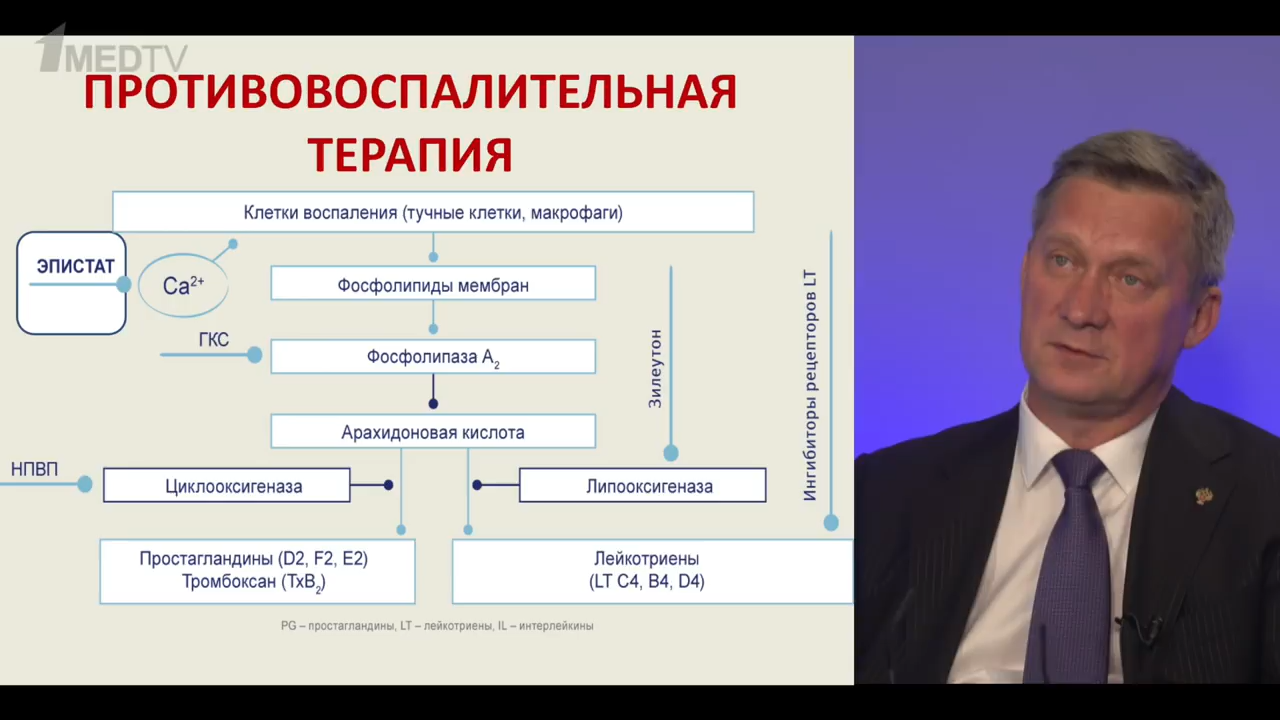 1MEDTV
ПРОТИВОВОСПАЛИТЕЛЬНАЯ
ТЕРАПИЯ
Клетки воспаления (тучные клетки, макрофаги)
ЭПИСТАТ
Ca²⁺
Фосфолипиды мембран
ГКС
Фосфолипаза А₂
Зилеутон
Ингибиторы рецепторов LT
Арахидоновая кислота
НПВП
Циклооксигеназа
Липооксигеназа
Простагландины (D2, F2, E2)
Тромбоксан (TxB₂)
Лейкотриены
(LT C4, B4, D4)
PG – простагландины, LT – лейкотриены, IL – интерлейкины